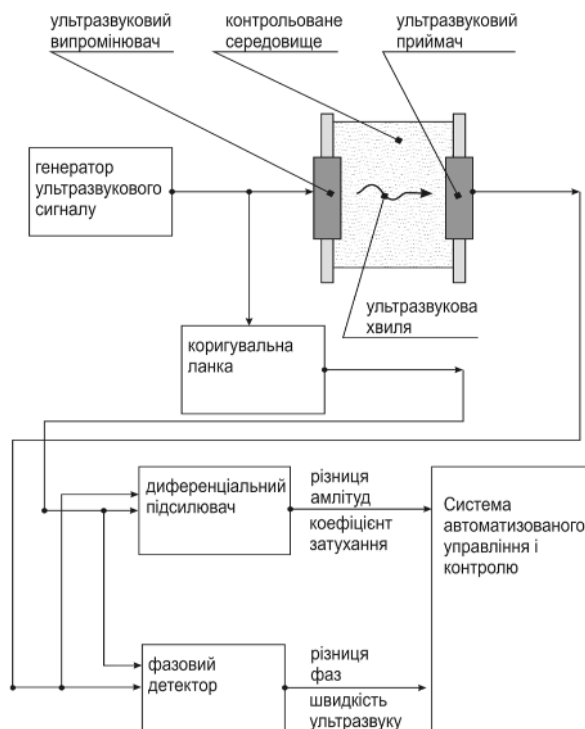 ультразвуковий
випромінювач
контрольоване
середовище
ультразвуковий
приймач
генератор
ультразвукового
сигналу
ультразвукова
хвиля
коригувальна
ланка
диференціальний
підсилювач
різниця
амлітуд
коефіцієнт
затухання
Система
автоматизованого
управління і
контролю
фазовий
детектор
різниця
фаз
швидкість
ультразвуку